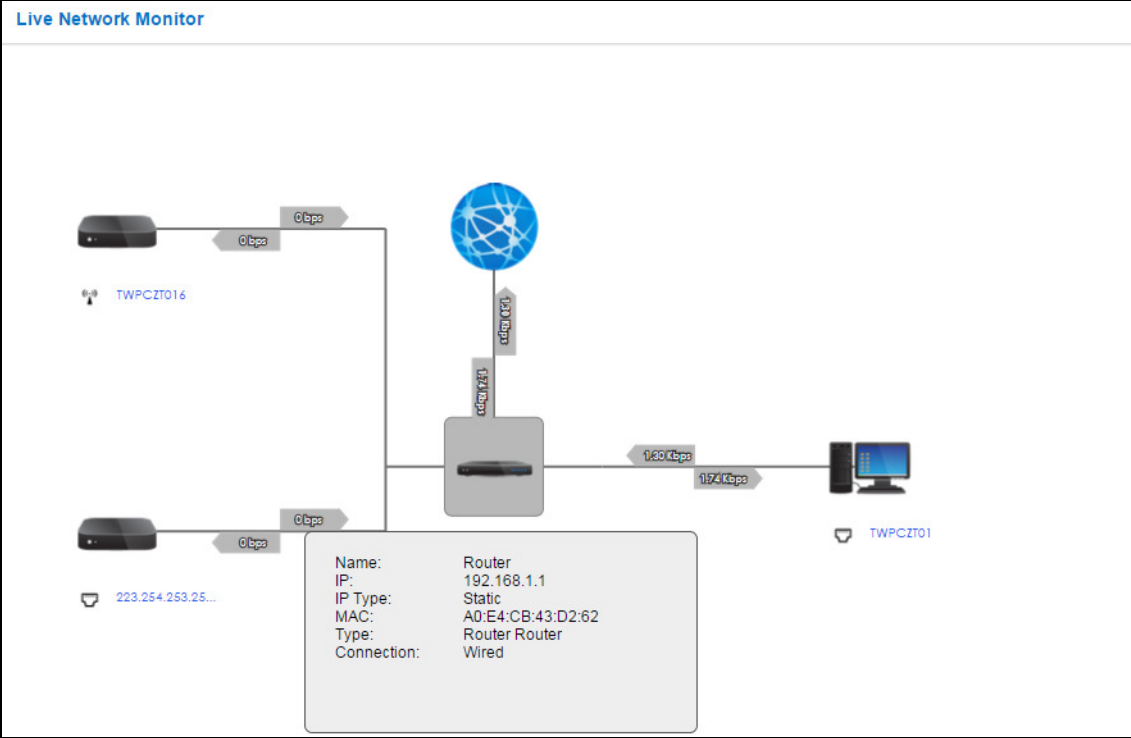 Live Network Monitor
0 bps
0 bps
TWPCZT016
1.30 Kbps
1.74 Kbps
1.30 Kbps
1.74 Kbps
TWPCZT01
0 bps
0 bps
223.254.253.25...
Name: Router
IP: 192.168.1.1
IP Type: Static
MAC: A0:E4:CB:43:D2:62
Type: Router Router
Connection: Wired